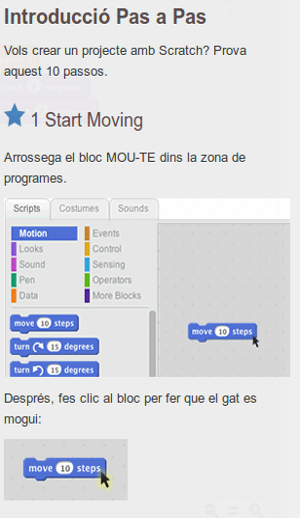 Introducció Pas a Pas
Vols crear un projecte amb Scratch? Prova
aquest 10 passos.
1 Start Moving
Arrossega el bloc MOU-TE dins la zona de
programes.
Scripts Costumes Sounds
Motion Events
Looks Control
Sound Sensing
Pen Operators
Data More Blocks
move 10 steps
turn 15 degrees
turn 15 degrees
move 10 steps
Després, fes clic al bloc per fer que el gat es
mogui:
move 10 steps